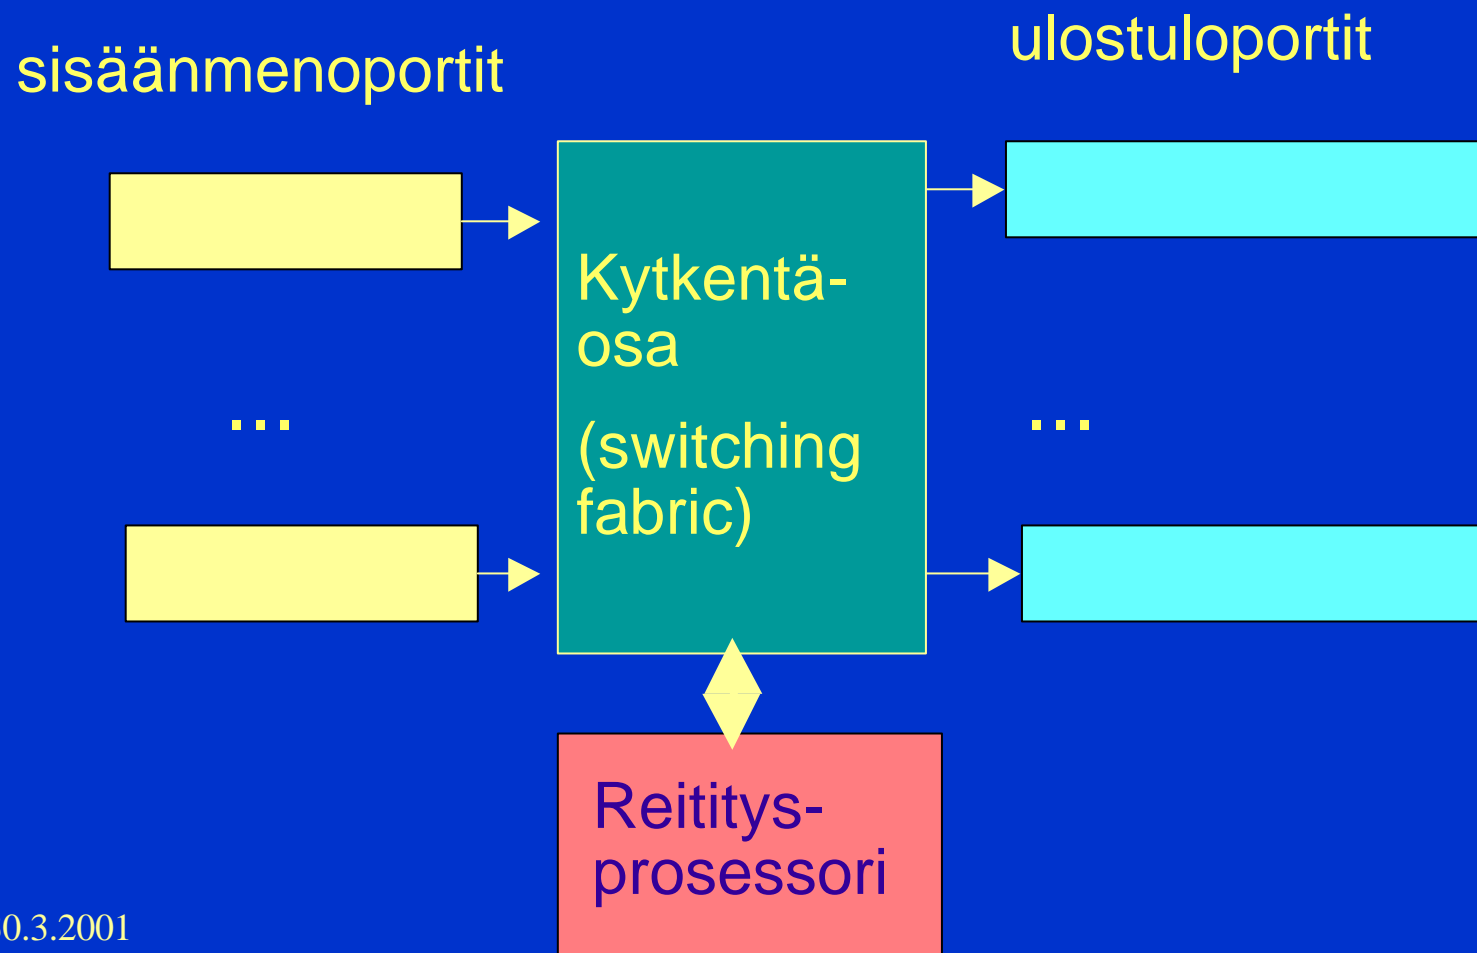 sisäänmenoportit
ulostuloportit
Kytkentä-
osa
(switching
fabric)
...
...
Reititys-
prosessori
0.3.2001